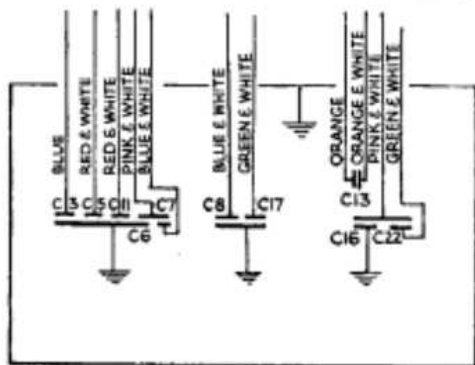 BLUE
RED & WHITE
RED & WHITE
PINK & WHITE
BLUE & WHITE
BLUE & WHITE
GREEN & WHITE
ORANGE
ORANGE & WHITE
PINK & WHITE
GREEN & WHITE
C3
C5
C11
C7
C6
C8
C17
C13
C16
C22